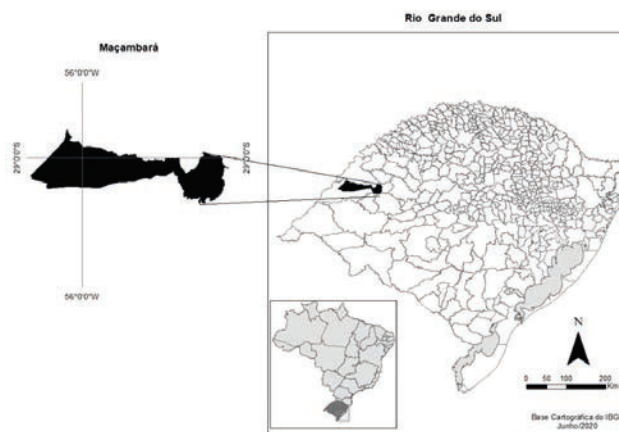 Rio Grande do Sul
Maçambará
56°0'0"W
29°0'0"S
29°0'0"S
56°0'0"W
N
0 50 100 200
Km
Base Cartográfica do IBG
Junho/2020